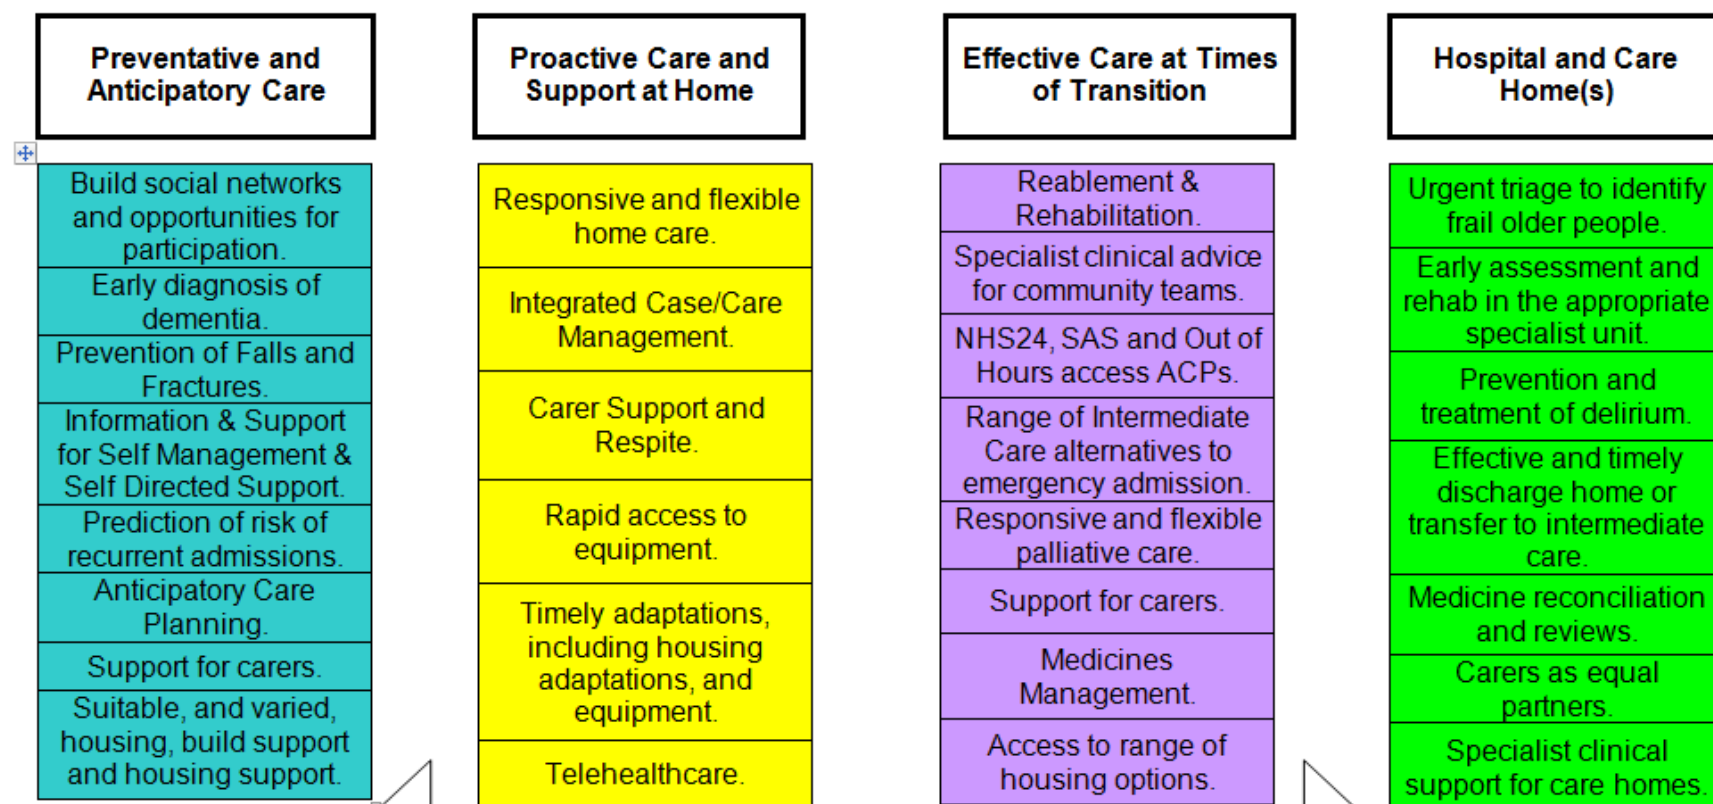 Preventative and
Anticipatory Care
Build social networks
and opportunities for
participation.
Early diagnosis of
dementia.
Prevention of Falls and
Fractures.
Information & Support
for Self Management &
Self Directed Support.
Prediction of risk of
recurrent admissions.
Anticipatory Care
Planning.
Support for carers.
Suitable, and varied,
housing, build support
and housing support.
Proactive Care and
Support at Home
Responsive and flexible
home care.
Integrated Case/Care
Management.
Carer Support and
Respite.
Rapid access to
equipment.
Timely adaptations,
including housing
adaptations, and
equipment.
Telehealthcare.
Effective Care at Times
of Transition
Reablement &
Rehabilitation.
Specialist clinical advice
for community teams.
NHS24, SAS and Out of
Hours access ACPs.
Range of Intermediate
Care alternatives to
emergency admission.
Responsive and flexible
palliative care.
Support for carers.
Medicines
Management.
Access to range of
housing options.
Hospital and Care
Home(s)
Urgent triage to identify
frail older people.
Early assessment and
rehab in the appropriate
specialist unit.
Prevention and
treatment of delirium.
Effective and timely
discharge home or
transfer to intermediate
care.
Medicine reconciliation
and reviews.
Carers as equal
partners.
Specialist clinical
support for care homes.